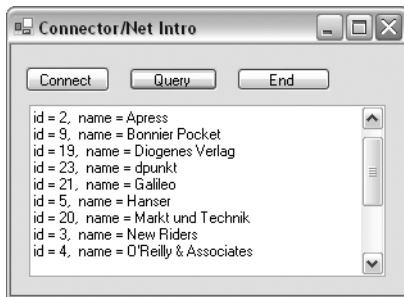 Connector/Net Intro
Connect Query End
id = 2, name = Apress
id = 9, name = Bonnier Pocket
id = 19, name = Diogenes Verlag
id = 23, name = dpunkt
id = 21, name = Galileo
id = 5, name = Hanser
id = 20, name = Markt und Technik
id = 3, name = New Riders
id = 4, name = O'Reilly & Associates